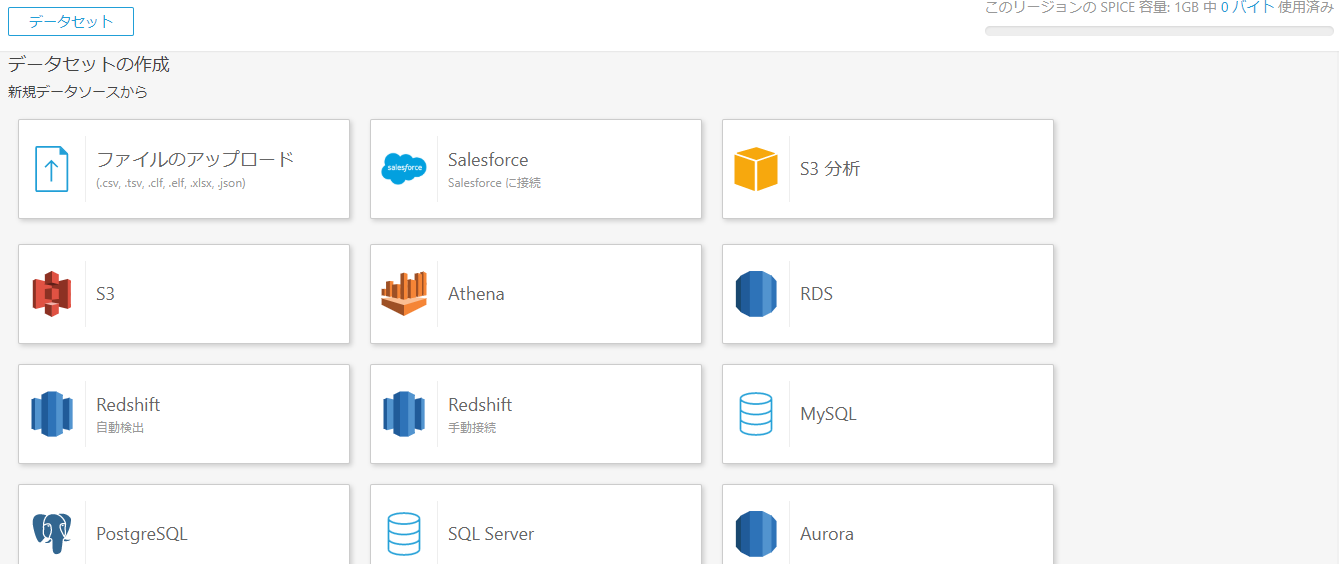 データセット
このリージョンの SPICE 容量: 1GB 中 0 バイト 使用済み
データセットの作成
新規データソースから
ファイルのアップロード
(.csv, .tsv, .clf, .elf, .xlsx, .json)
salesforce
Salesforce
Salesforce に接続
S3 分析
S3
Athena
RDS
Redshift
自動検出
Redshift
手動接続
MySQL
PostgreSQL
SQL Server
Aurora